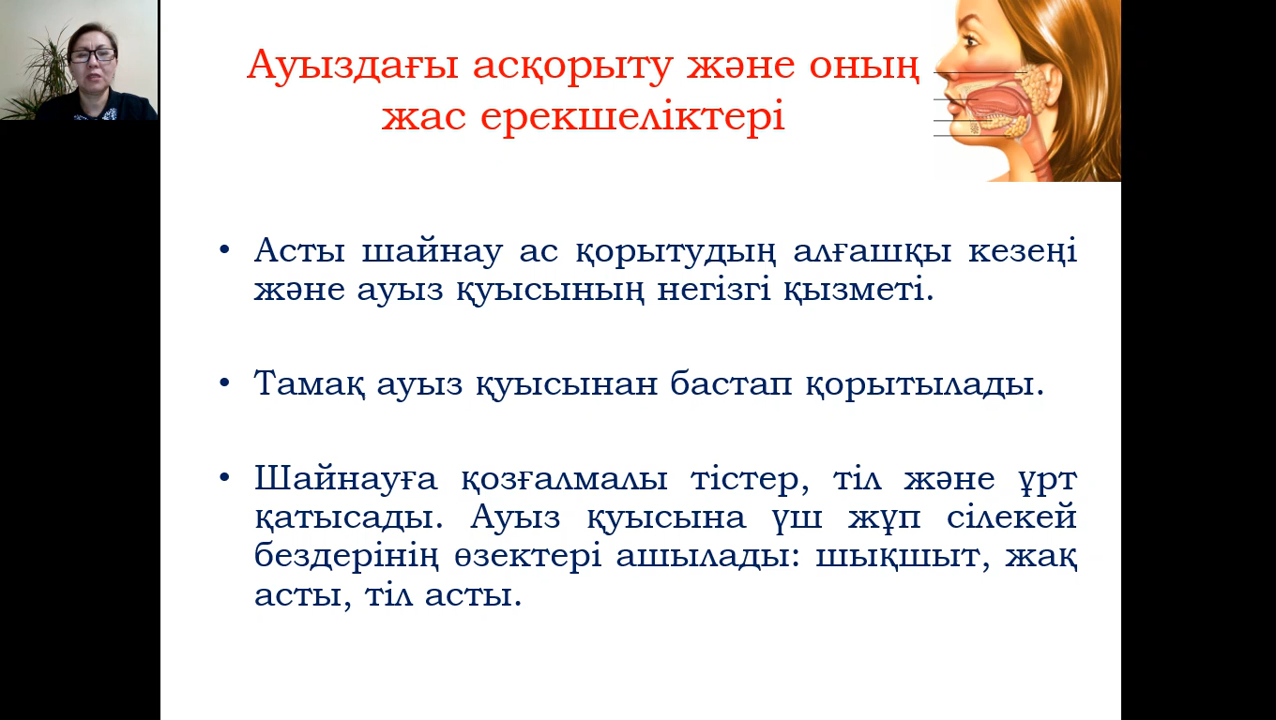 Ауыздағы асқорыту және оның
жас ерекшеліктері
• Асты шайнау ас қорытудың алғашқы кезеңі
және ауыз қуысының негізгі қызметі.
• Тамақ ауыз қуысынан бастап қорытылады.
• Шайнауға қозғалмалы тістер, тіл және ұрт
қатысады. Ауыз қуысына үш жұп сілекей
бездерінің өзектері ашылады: шықшыт, жақ
асты, тіл асты.